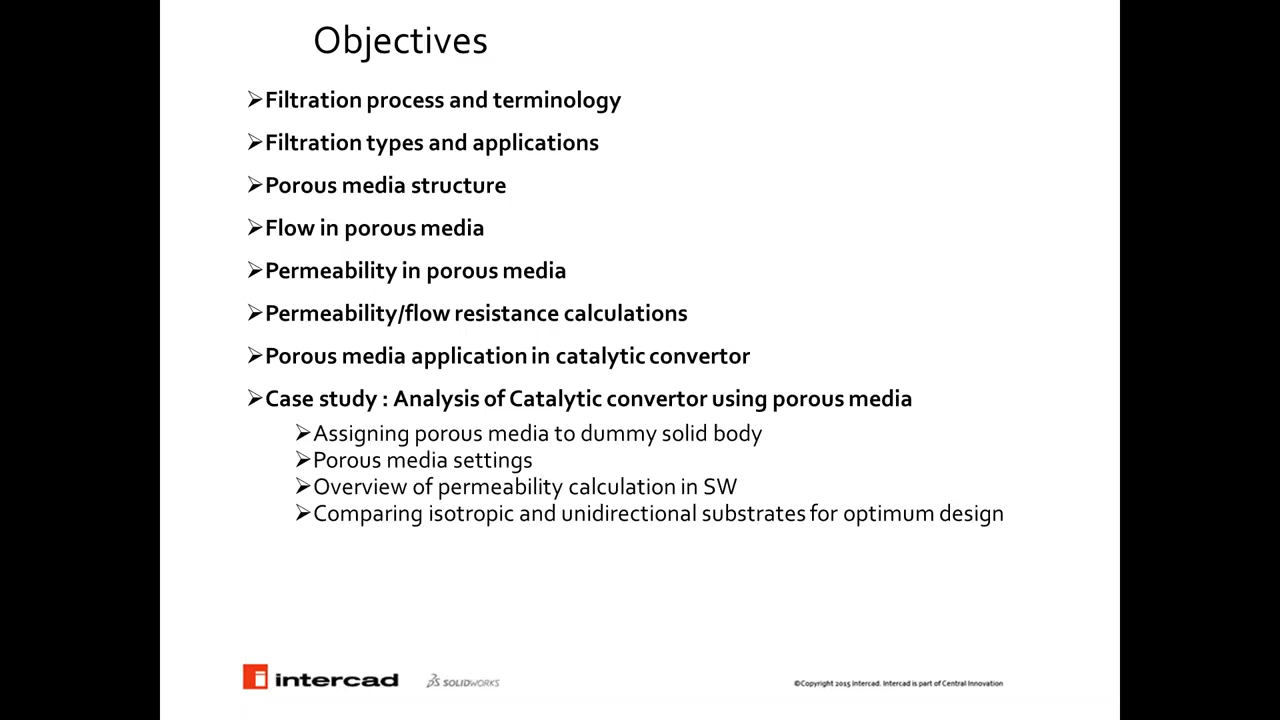 Objectives
➢Filtration process and terminology
➢Filtration types and applications
➢Porous media structure
➢Flow in porous media
➢Permeability in porous media
➢Permeability/flow resistance calculations
➢Porous media application in catalytic convertor
➢Case study : Analysis of Catalytic convertor using porous media
➢Assigning porous media to dummy solid body
➢Porous media settings
➢Overview of permeability calculation in SW
➢Comparing isotropic and unidirectional substrates for optimum design
intercad
SOLIDWORKS
©Copyright 2015 Intercad. Intercad is part of Central Innovation